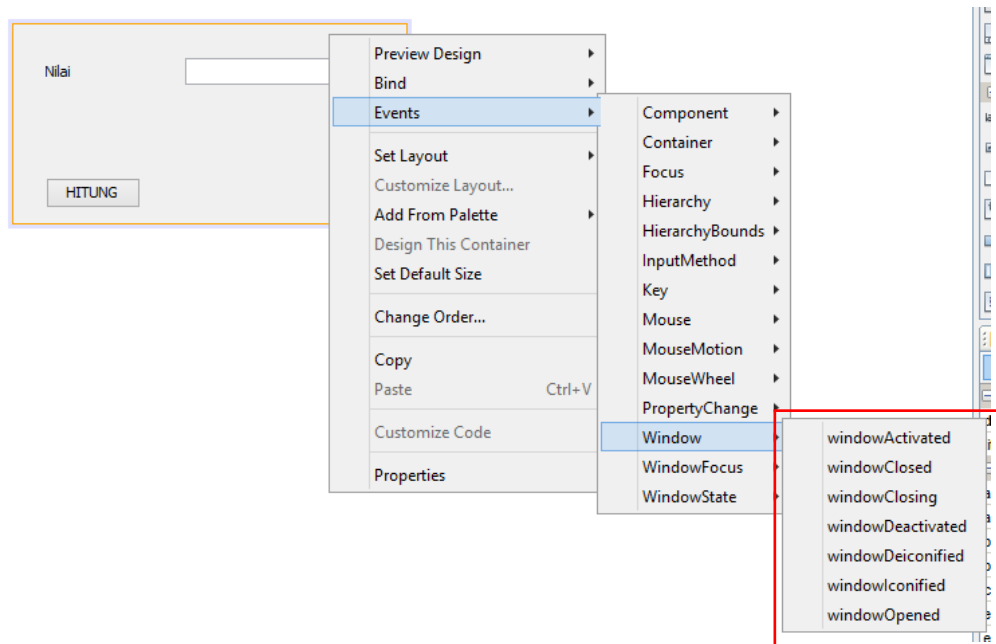 Nilai
HITUNG
Preview Design
Bind
Events
Set Layout
Customize Layout...
Add From Palette
Design This Container
Set Default Size
Change Order...
Copy
Paste Ctrl+V
Customize Code
Properties
Component
Container
Focus
Hierarchy
HierarchyBounds
InputMethod
Key
Mouse
MouseMotion
MouseWheel
PropertyChange
Window
WindowFocus
WindowState
windowActivated
windowClosed
windowClosing
windowDeactivated
windowDeiconified
windowIconified
windowOpened